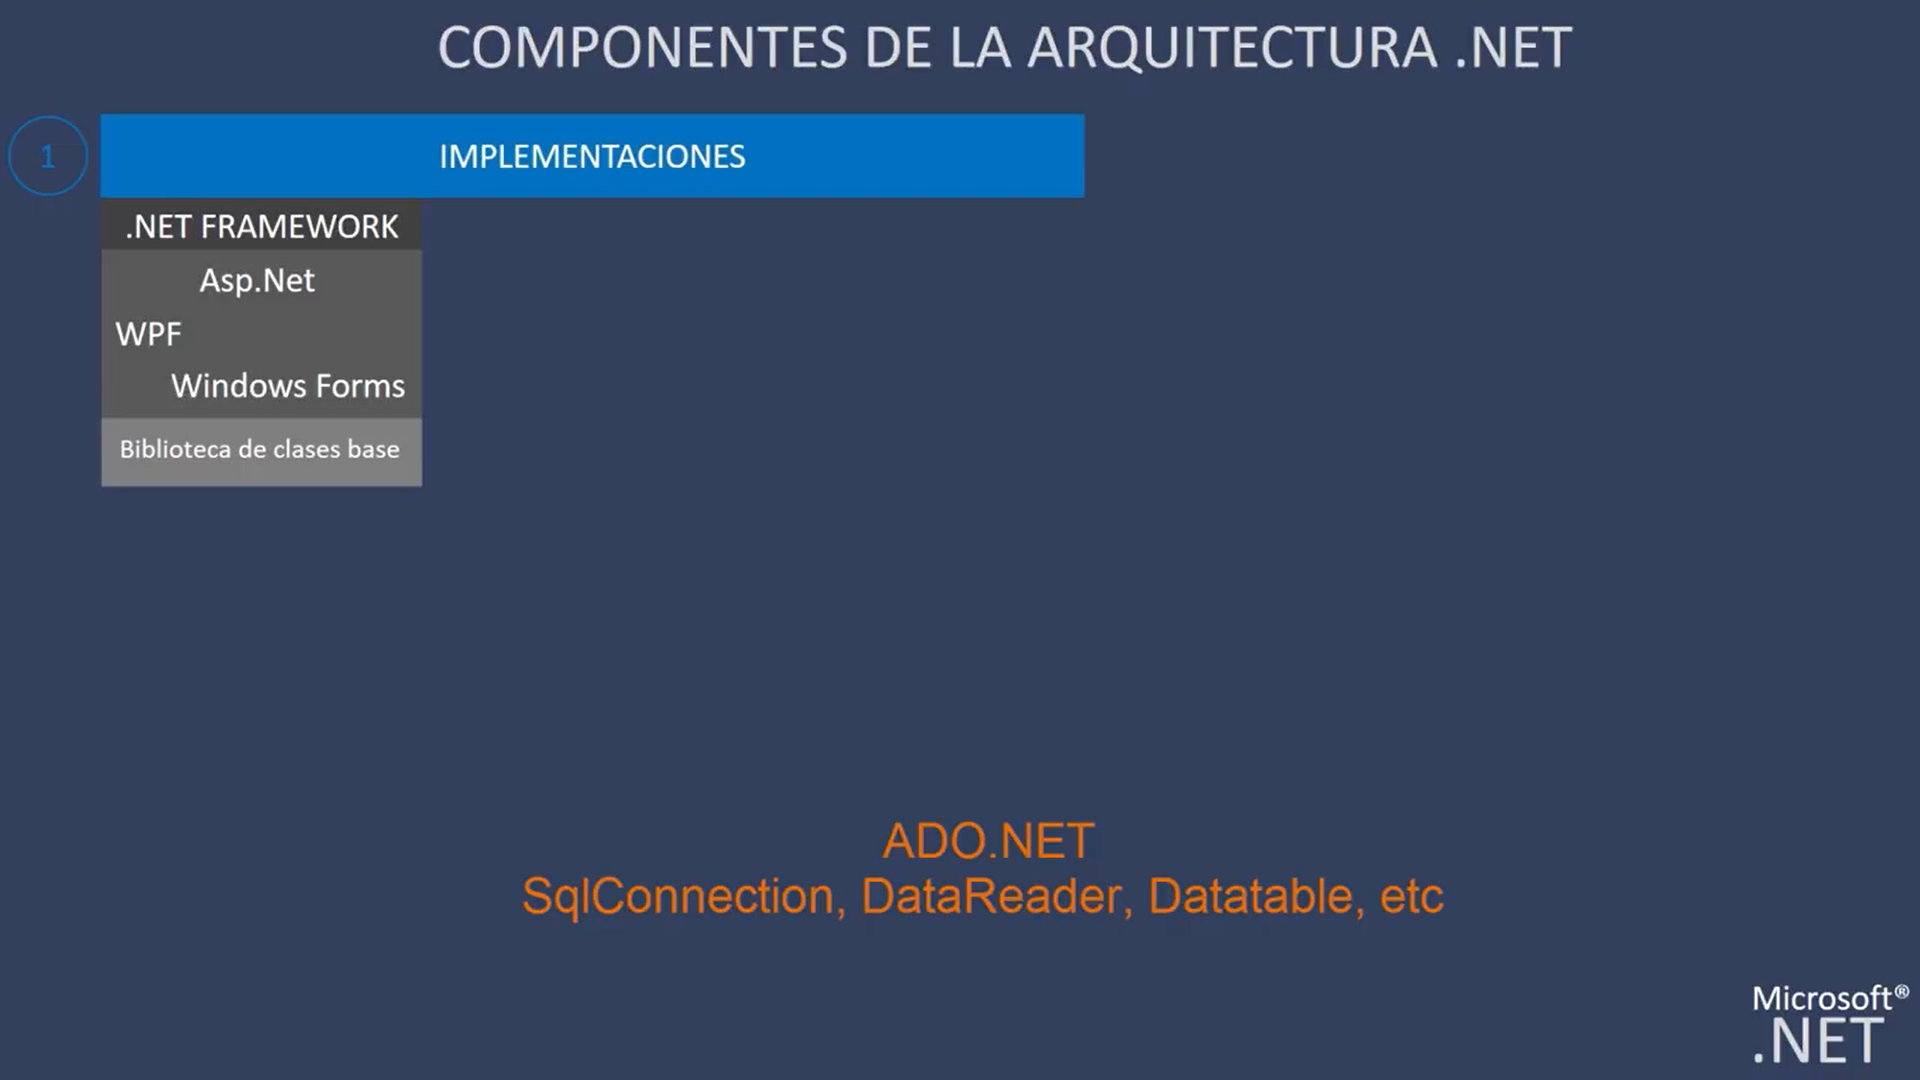 COMPONENTES DE LA ARQUITECTURA .NET
1
IMPLEMENTACIONES
.NET FRAMEWORK
Asp.Net
WPF
Windows Forms
Biblioteca de clases base
ADO.NET
SqlConnection, DataReader, Datatable, etc
Microsoft®
.NET